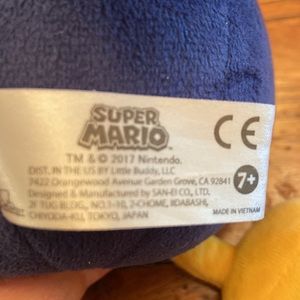 SUPER
MARIO
CE
TM & © 2017 Nintendo.
DIST. IN THE US BY Little Buddy, LLC
7422 Orangewood Avenue Garden Grove, CA 92841
Designed & Manufactured by SAN-EI CO., LTD.
2F TUG BLDG., NO.1-10, 2-CHOME, IIDABASHI,
CHIYODA-KU, TOKYO, JAPAN
7+
MADE IN VIETNAM